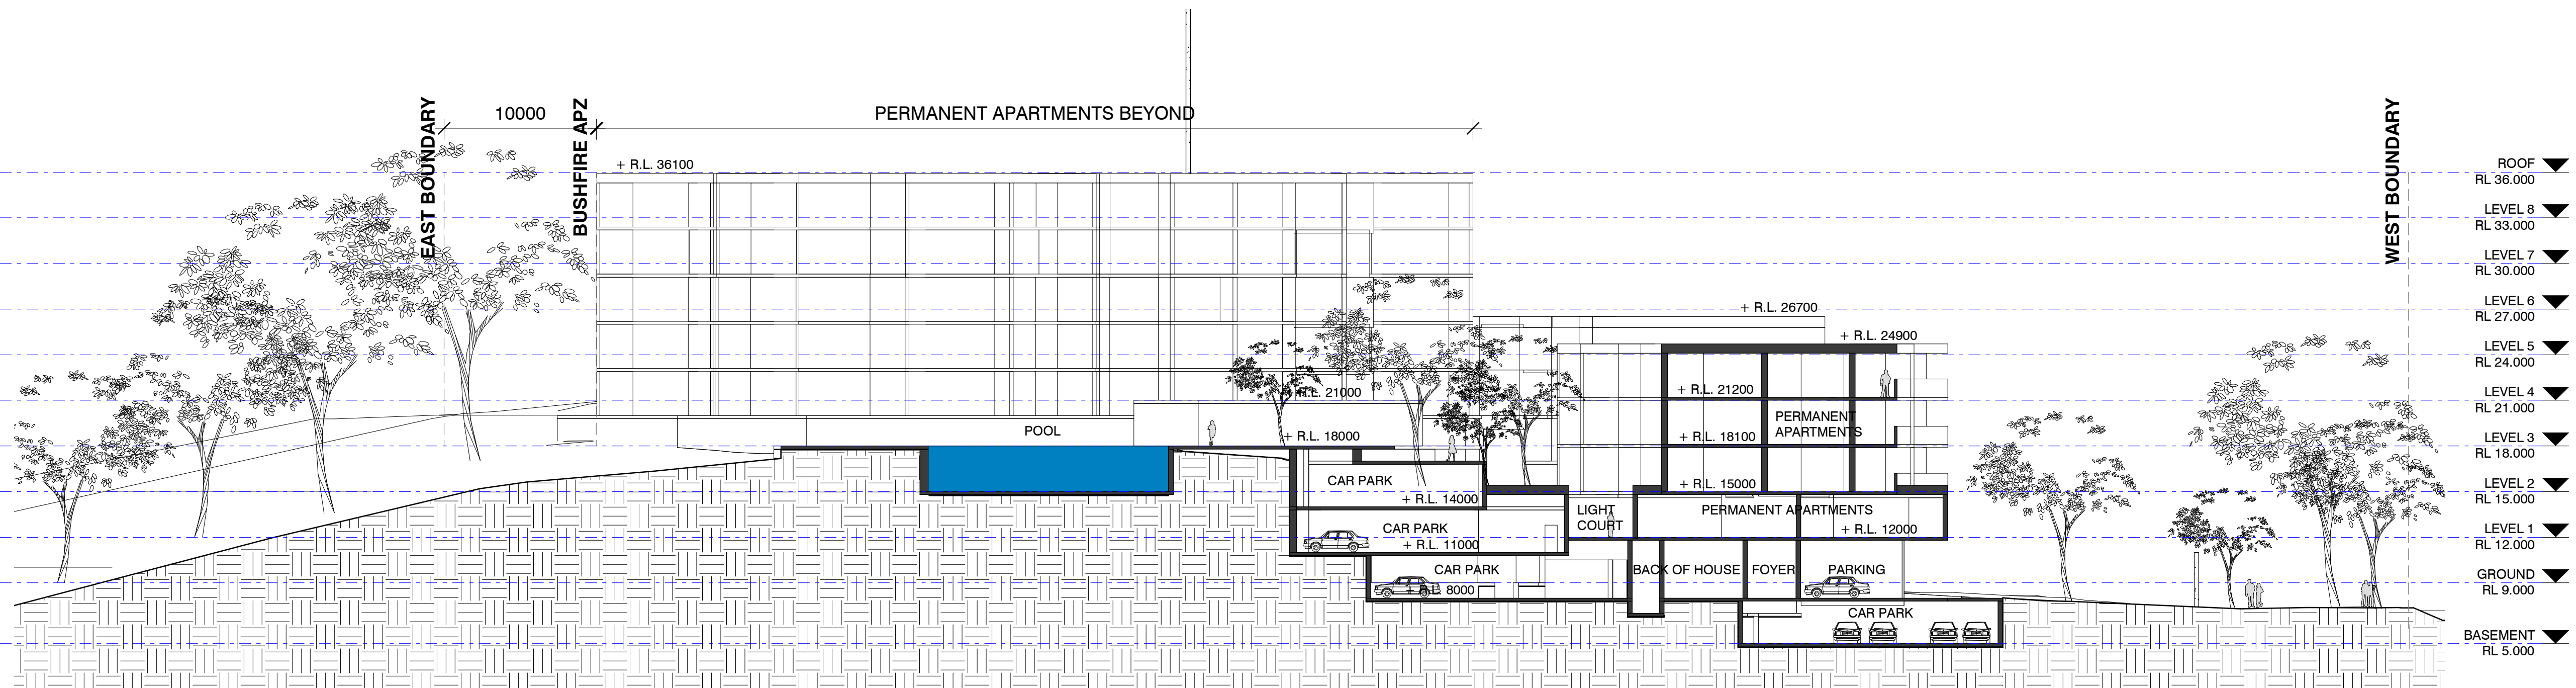 EAST BOUNDARY
10000
BUSHFIRE APZ
PERMANENT APARTMENTS BEYOND
WEST BOUNDARY
+ R.L. 36100
ROOF
RL 36.000
LEVEL 8
RL 33.000
LEVEL 7
RL 30.000
LEVEL 6
RL 27.000
+ R.L. 26700
+ R.L. 24900
LEVEL 5
RL 24.000
+ R.L. 21000
+ R.L. 21200
LEVEL 4
RL 21.000
PERMANENT
APARTMENTS
POOL
+ R.L. 18000
+ R.L. 18100
LEVEL 3
RL 18.000
CAR PARK
+ R.L. 14000
+ R.L. 15000
LEVEL 2
RL 15.000
LIGHT
COURT
PERMANENT APARTMENTS
CAR PARK
+ R.L. 11000
+ R.L. 12000
LEVEL 1
RL 12.000
CAR PARK
BACK OF HOUSE
FOYER
PARKING
+ R.L. 8000
GROUND
RL 9.000
CAR PARK
BASEMENT
RL 5.000